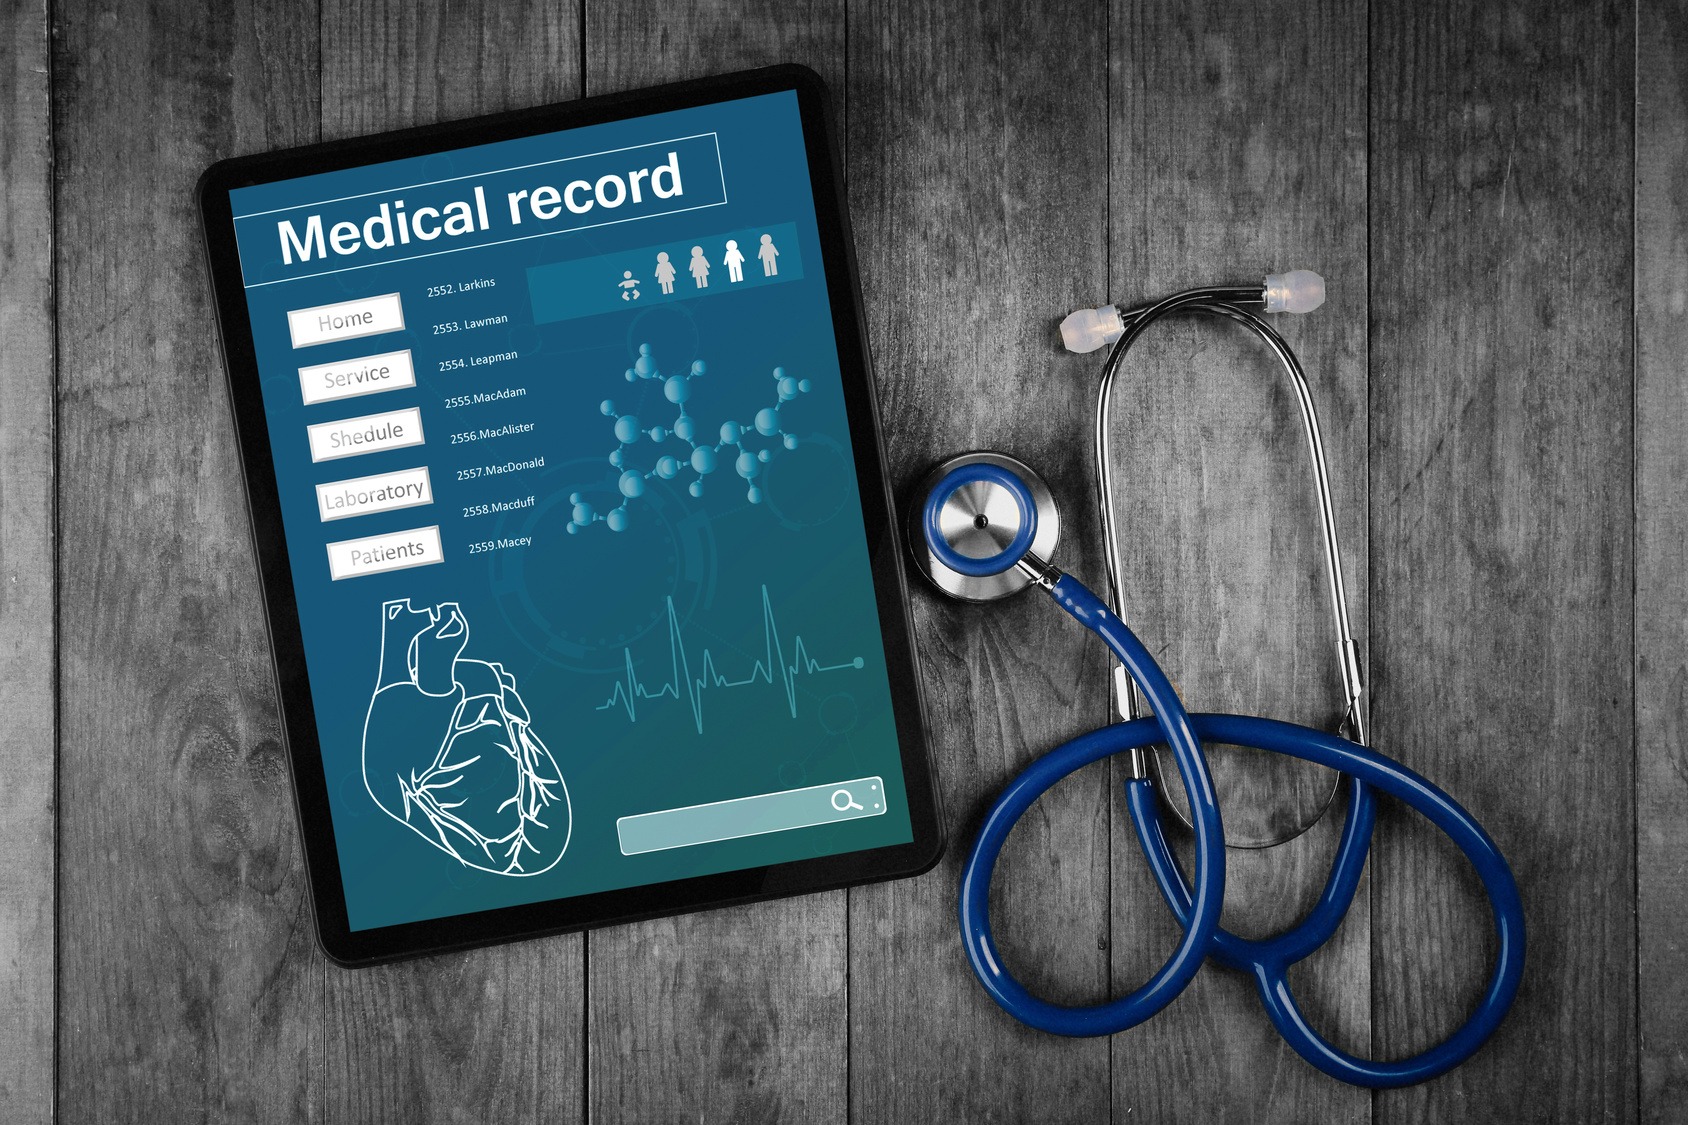 Medical record
Home
Service
Shedule
Laboratory
Patients
2552. Larkins
2553. Lawman
2554. Leapman
2555.MacAdam
2556.MacAlister
2557.MacDonald
2558.Macduff
2559.Macey